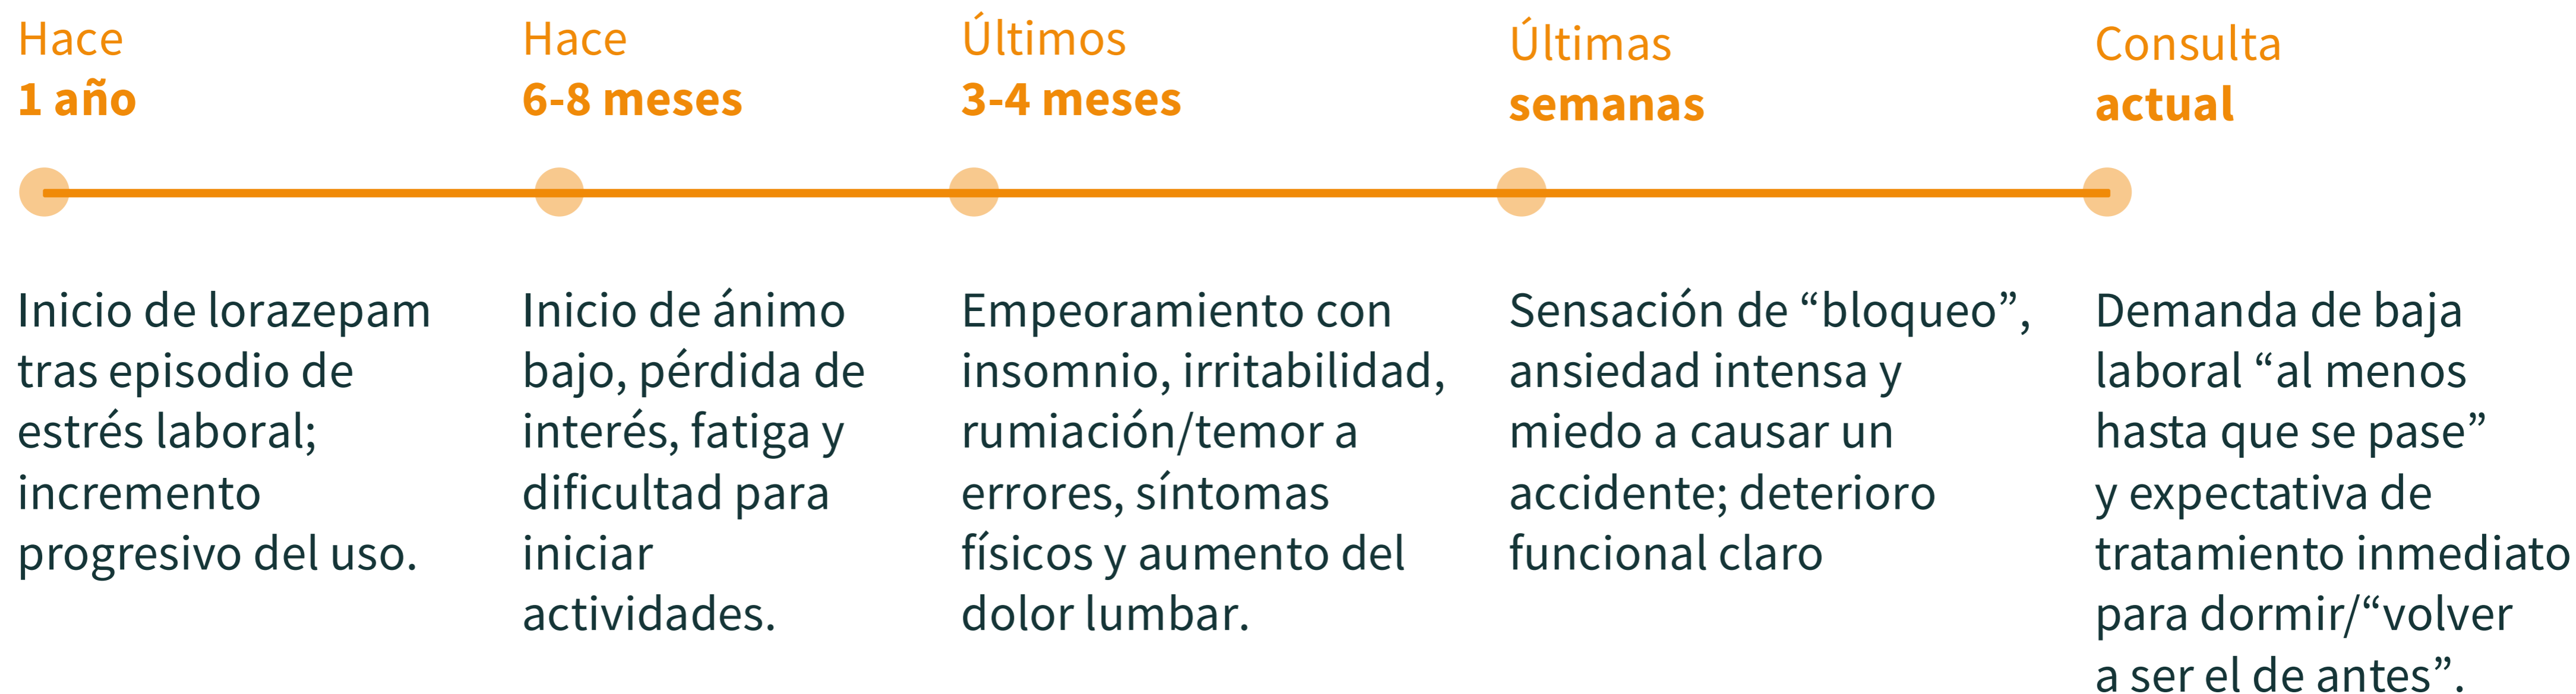 Hace
1 año
Inicio de lorazepam
tras episodio de
estrés laboral;
incremento
progresivo del uso.
Hace
6-8 meses
Inicio de ánimo
bajo, pérdida de
interés, fatiga y
dificultad para
iniciar
actividades.
Últimos
3-4 meses
Empeoramiento con
insomnio, irritabilidad,
rumiación/temor a
errores, síntomas
físicos y aumento del
dolor lumbar.
Últimas
semanas
Sensación de “bloqueo”,
ansiedad intensa y
miedo a causar un
accidente; deterioro
funcional claro
Consulta
actual
Demanda de baja
laboral “al menos
hasta que se pase”
y expectativa de
tratamiento inmediato
para dormir/“volver
a ser el de antes”.